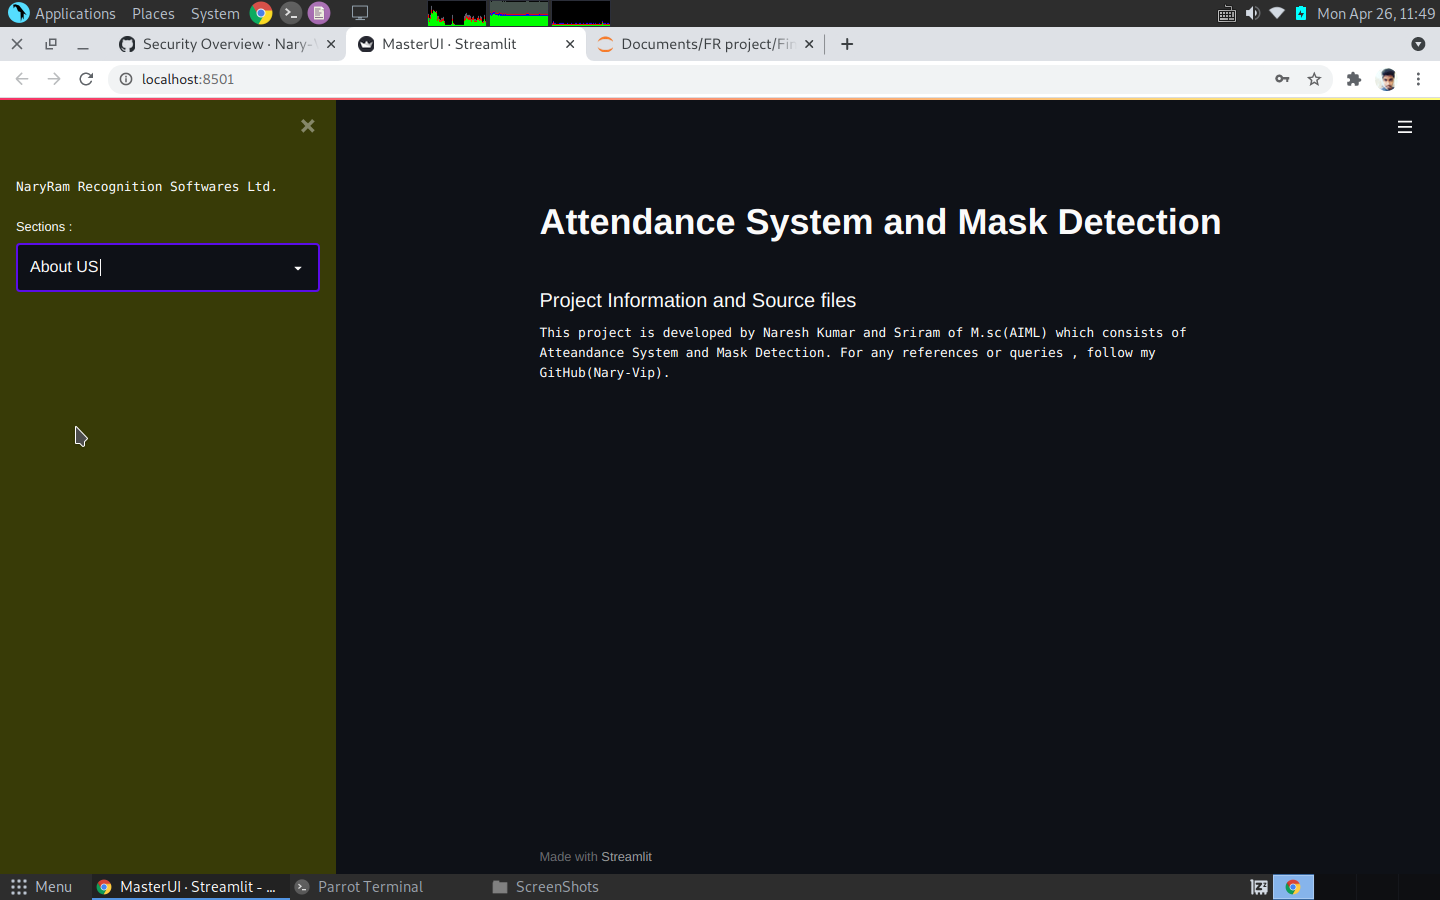 Applications Places System
Mon Apr 26, 11:49
Security Overview · Nary-V
MasterUI · Streamlit
Documents/FR project/Fin
localhost:8501
NaryRam Recognition Softwares Ltd.
Sections :
About US
Attendance System and Mask Detection
Project Information and Source files
This project is developed by Naresh Kumar and Sriram of M.sc(AIML) which consists of
Atteandance System and Mask Detection. For any references or queries , follow my
GitHub(Nary-Vip).
Made with Streamlit
Menu
MasterUI · Streamlit - ...
Parrot Terminal
ScreenShots